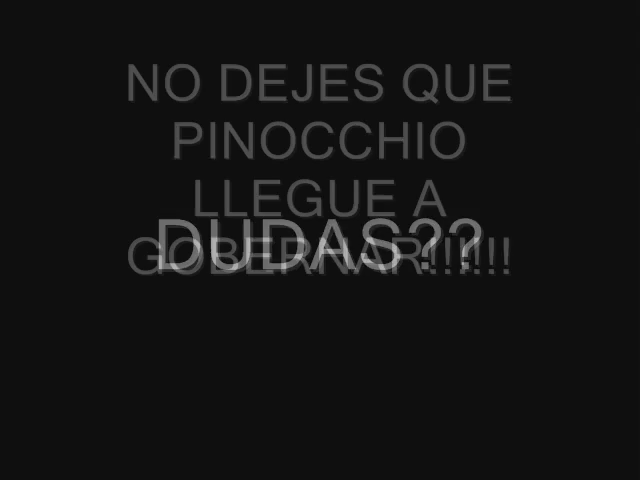 NO DEJES QUE
PINOCCHIO
LLEGUE A
GOBERNAR!!!!!!
DUDAS??